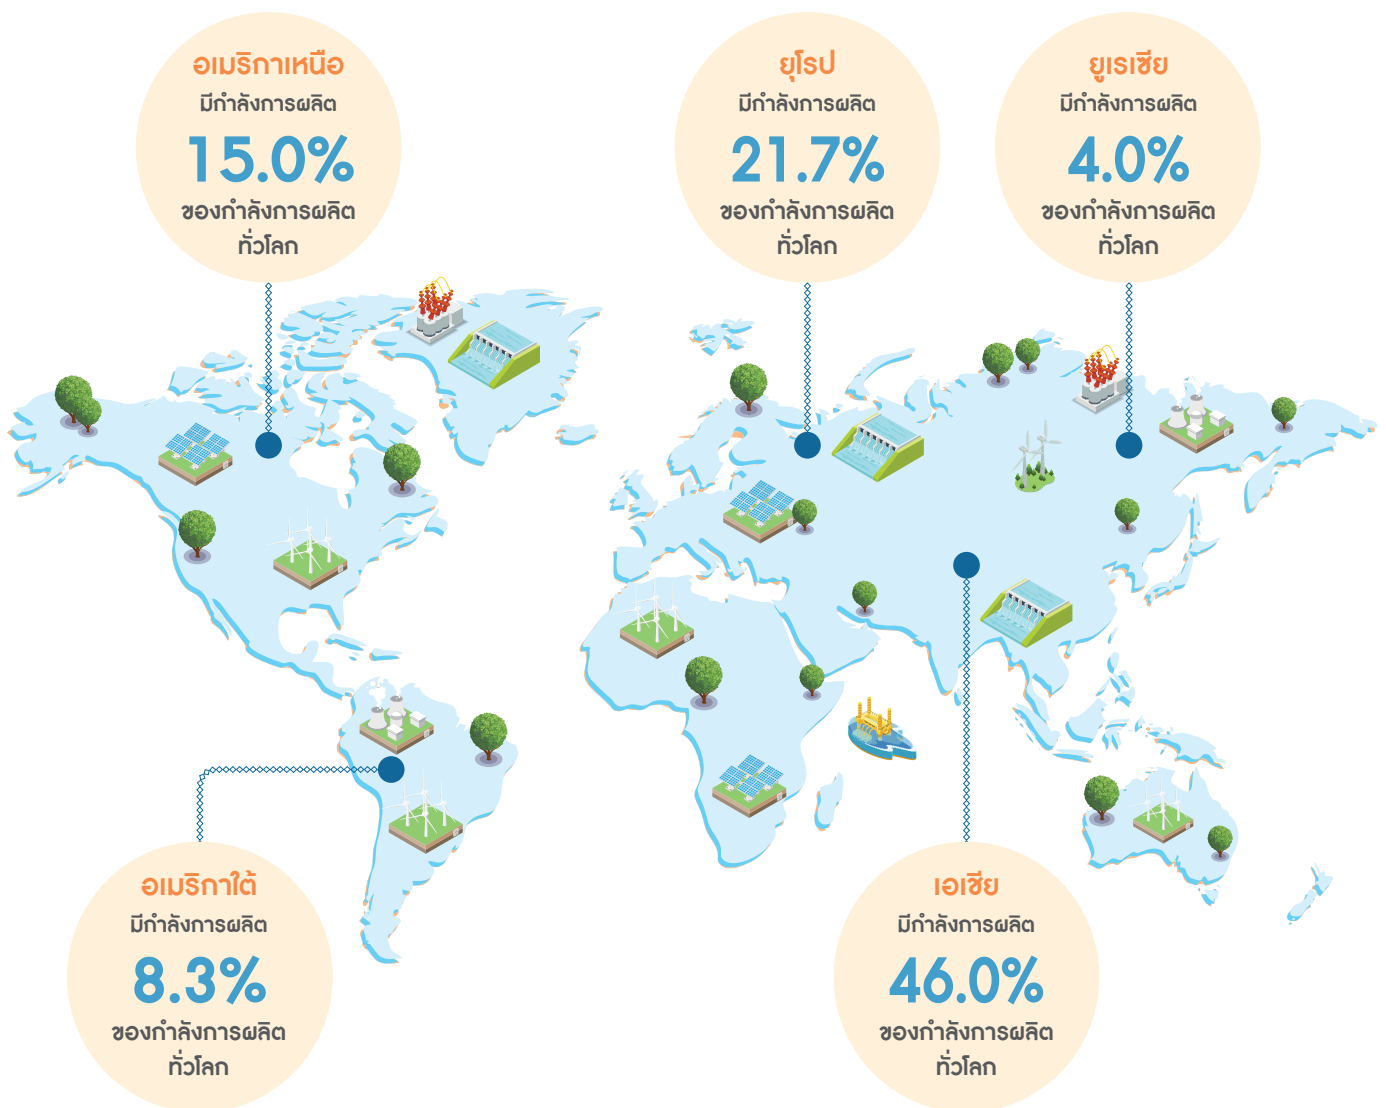 อเมริกาเหนือ
มีกำลังการผลิต
15.0%
ของกำลังการผลิต
ทั่วโลก
ยุโรป
มีกำลังการผลิต
21.7%
ของกำลังการผลิต
ทั่วโลก
ยูเรเซีย
มีกำลังการผลิต
4.0%
ของกำลังการผลิต
ทั่วโลก
อเมริกาใต้
มีกำลังการผลิต
8.3%
ของกำลังการผลิต
ทั่วโลก
เอเชีย
มีกำลังการผลิต
46.0%
ของกำลังการผลิต
ทั่วโลก